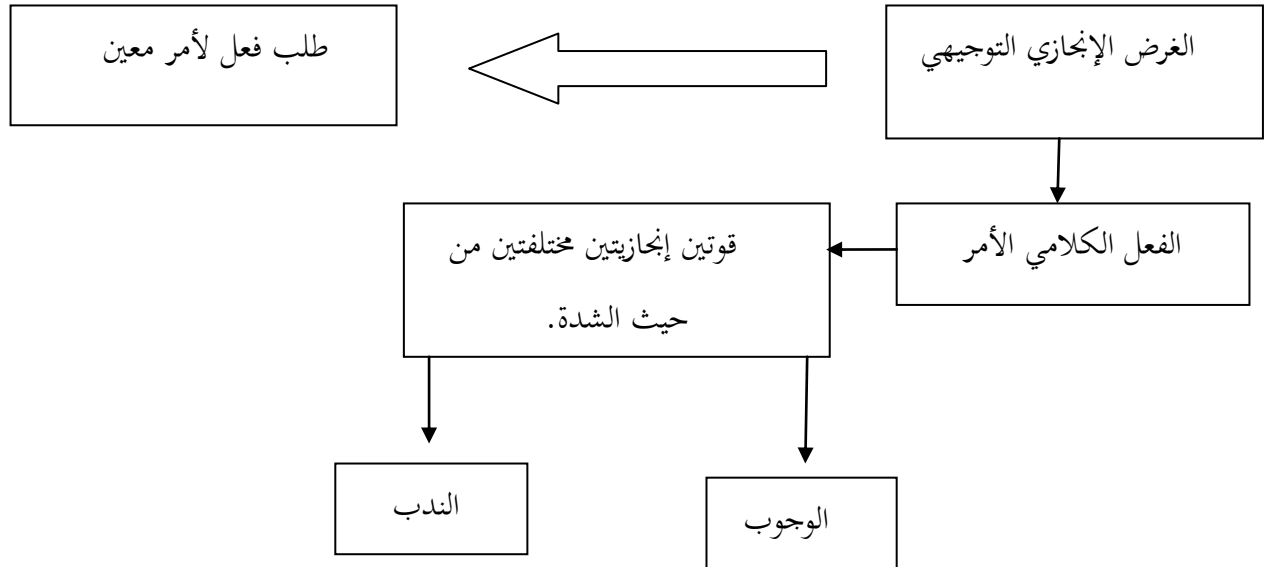 الغرض الإنجازي التوجيهي
طلب فعل لأمر معين
الفعل الكلامي الأمر
قوتين إنجازيتين مختلفتين من
حيث الشدة.
الوجوب
الندب